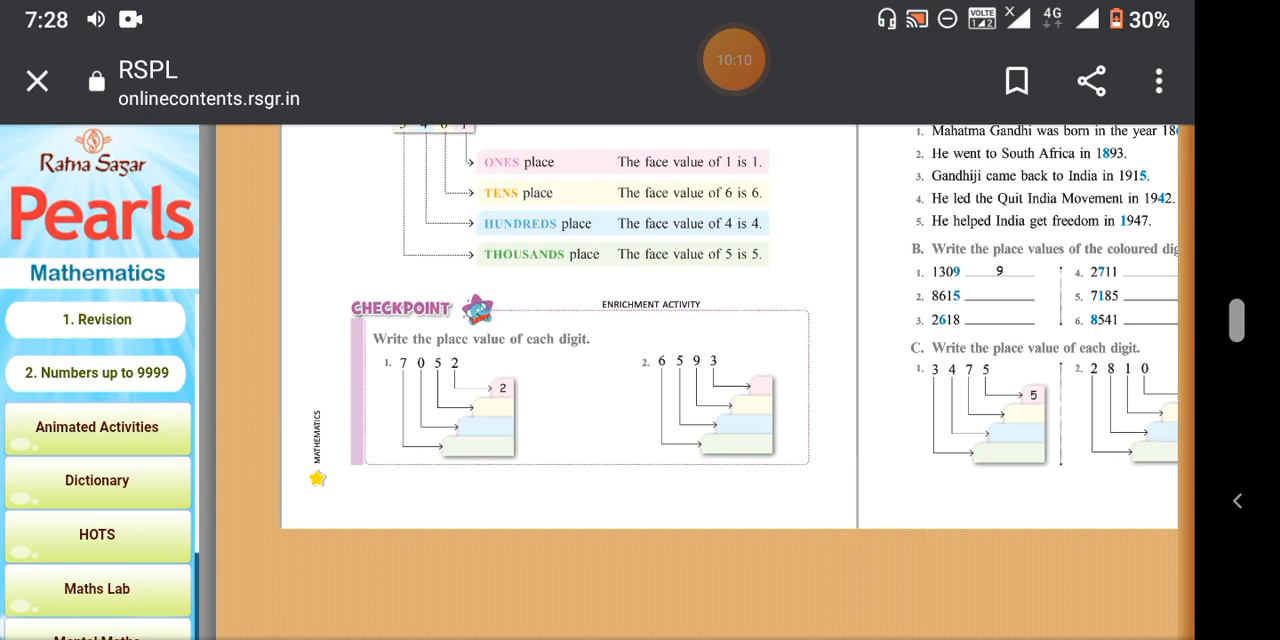 7:28
VOLTE
1 2
X
4G
30%
RSPL
10:10
onlinecontents.rsgr.in
Ratna Sagar
Pearls
Mathematics
1. Revision
2. Numbers up to 9999
Animated Activities
Dictionary
HOTS
Maths Lab
Mental Maths
ONES place The face value of 1 is 1.
TENS place The face value of 6 is 6.
HUNDREDS place The face value of 4 is 4.
THOUSANDS place The face value of 5 is 5.
CHECKPOINT
ENRICHMENT ACTIVITY
Write the place value of each digit.
1. 7 0 5 2
2
2. 6 5 9 3
MATHEMATICS
1. Mahatma Gandhi was born in the year 18
2. He went to South Africa in 1893.
3. Gandhiji came back to India in 1915.
4. He led the Quit India Movement in 1942.
5. He helped India get freedom in 1947.
B. Write the place values of the coloured dig
1. 1309 9
2. 8615
3. 2618
4. 2711
5. 7185
6. 8541
C. Write the place value of each digit.
1. 3 4 7 5
5
2. 2 8 1 0